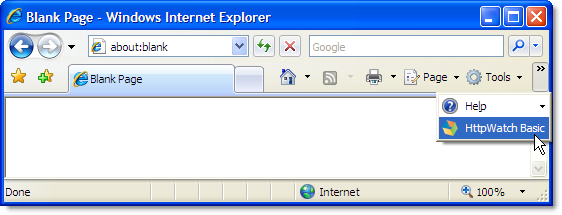 Blank Page - Windows Internet Explorer
about:blank
Google
Blank Page
Page
Tools
Help
HttpWatch Basic
Done
Internet
100%